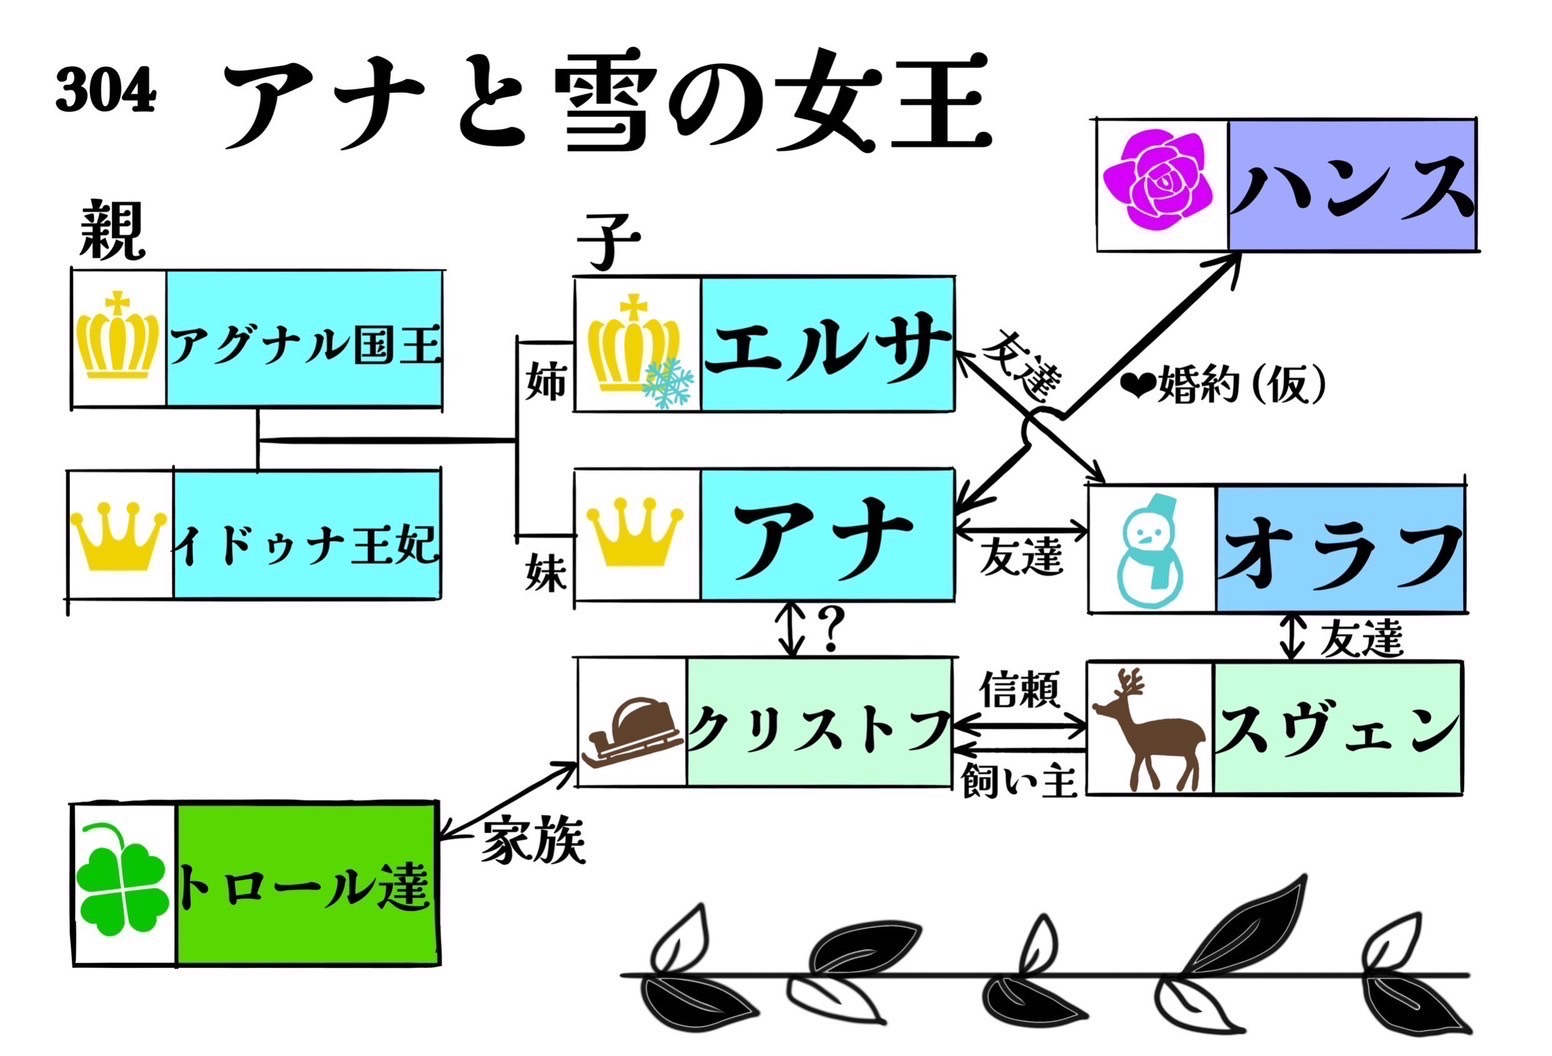 304 アナと雪の女王
ハンス
親
子
アグナル国王
姉
エルサ
友達
❤婚約(仮)
イドゥナ王妃
妹
アナ
友達
オラフ
?
友達
クリストフ
信頼
飼い主
スヴェン
家族
トロール達